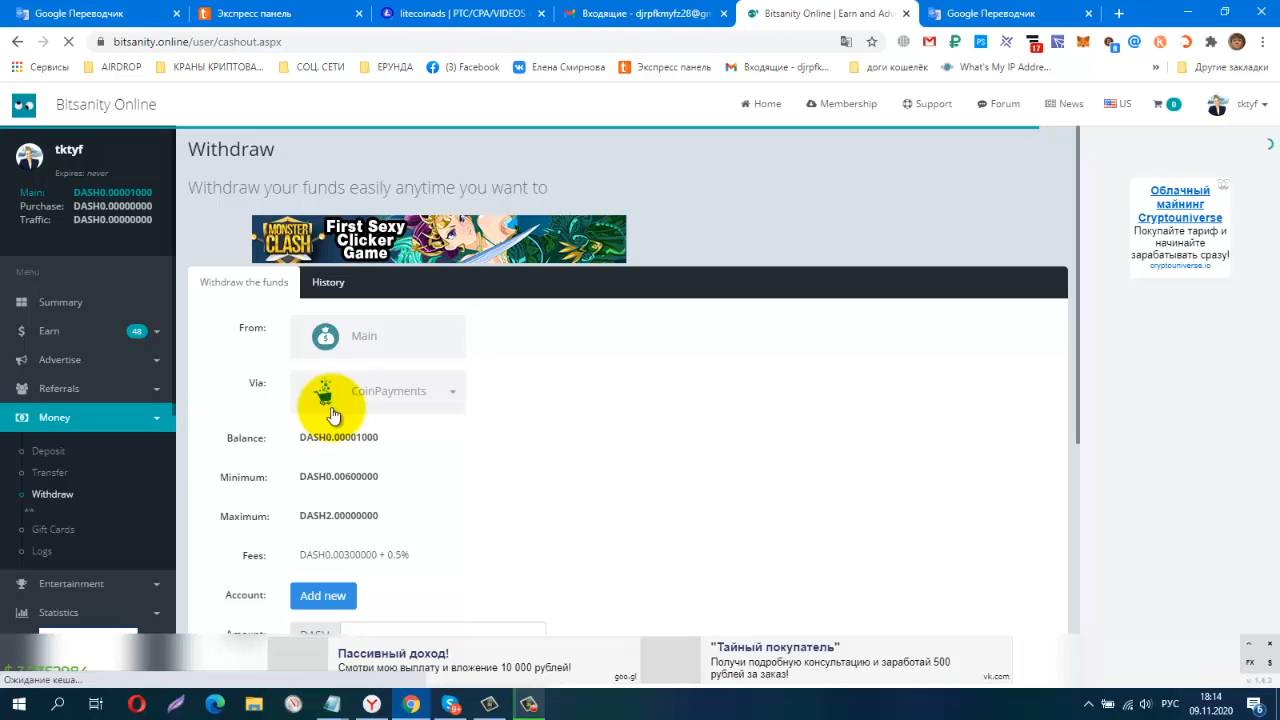 Google Переводчик
Экспресс панель
litecoinads | PTC/CPA/VIDEOS -
Входящие - djrpfkmyfz28@gm
Bitsanity Online | Earn and Adv
Google Переводчик
bitsanity.online/user/cashout.aspx
17
8
Сервисы
AIRDROP
КРАНЫ КРИПТОВА...
СОЦ. СЕТИ
ЕРУНДА
(3) Facebook
Елена Смирнова
Экспресс панель
Входящие - djrpfk...
доги кошелёк
What's My IP Addre...
»
Другие закладки
Bitsanity Online
Home
Membership
Support
Forum
News
US
0
tktyf
tktyf
Expires: never
Main: DASH0.00001000
Purchase: DASH0.00000000
Traffic: DASH0.00000000
Menu
Summary
Earn 48
Advertise
Referrals
Money
Deposit
Transfer
Withdraw
**
Gift Cards
Logs
Entertainment
Statistics
Withdraw
Withdraw your funds easily anytime you want to
MONSTER CLASH
First Sexy
Clicker
Game
Withdraw the funds
History
From: Main
Via: CoinPayments
Balance: DASH0.00001000
Minimum: DASH0.00600000
Maximum: DASH2.00000000
Fees: DASH0.00300000 + 0.5%
Account: Add new
Облачный
майнинг
Cryptouniverse
Покупайте тариф и
начинайте
зарабатывать сразу!
cryptouniverse.io
Пассивный доход!
Смотри мою выплату и вложение 10 000 рублей!
goo.gl
"Тайный покупатель"
Получи подробную консультацию и заработай 500
рублей за заказ!
vk.com
FX $
v. 1.4.3
Ожидание кеша...
РУС
18:14
09.11.2020
6